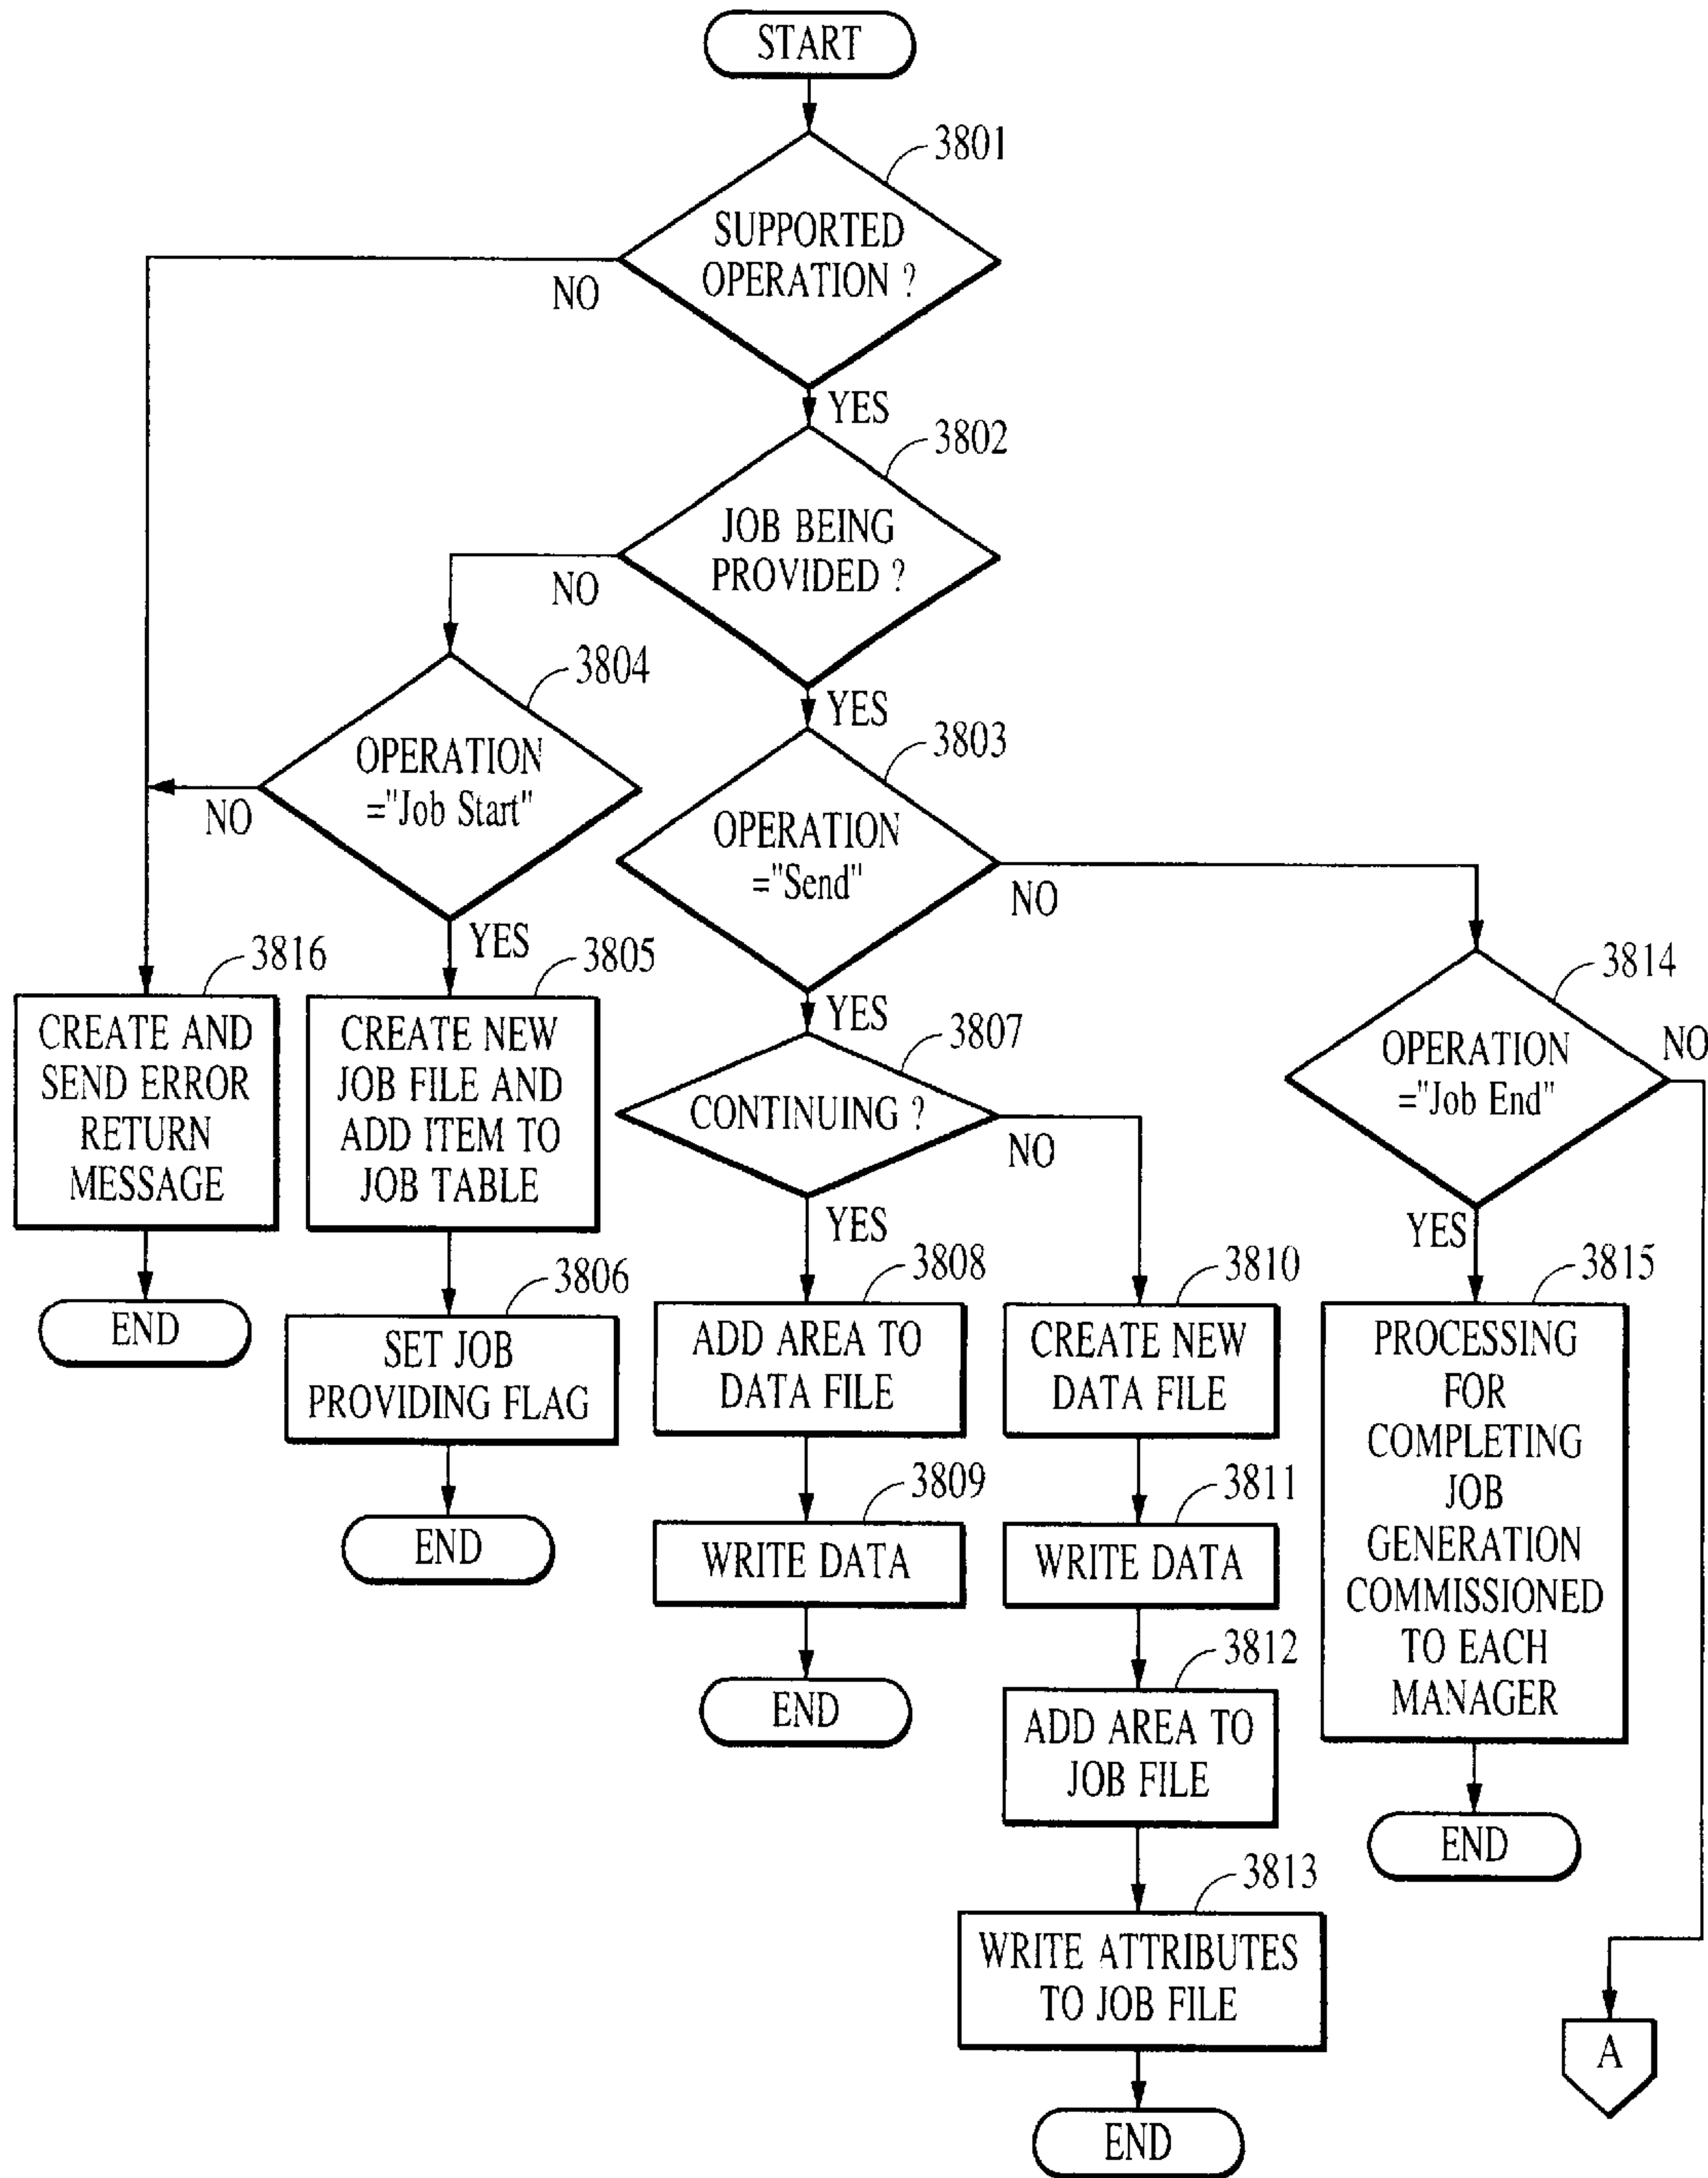 START
3801
SUPPORTED
OPERATION ?
NO
YES
3802
JOB BEING
PROVIDED ?
NO
YES
3804
OPERATION
="Job Start"
NO
YES
3803
OPERATION
="Send"
NO
YES
3816
CREATE AND
SEND ERROR
RETURN
MESSAGE
END
3805
CREATE NEW
JOB FILE AND
ADD ITEM TO
JOB TABLE
3806
SET JOB
PROVIDING FLAG
END
3807
CONTINUING ?
NO
YES
3808
ADD AREA TO
DATA FILE
3809
WRITE DATA
END
3810
CREATE NEW
DATA FILE
3811
WRITE DATA
3812
ADD AREA TO
JOB FILE
3813
WRITE ATTRIBUTES
TO JOB FILE
END
3814
OPERATION
="Job End"
NO
YES
3815
PROCESSING
FOR
COMPLETING
JOB
GENERATION
COMMISSIONED
TO EACH
MANAGER
END
A